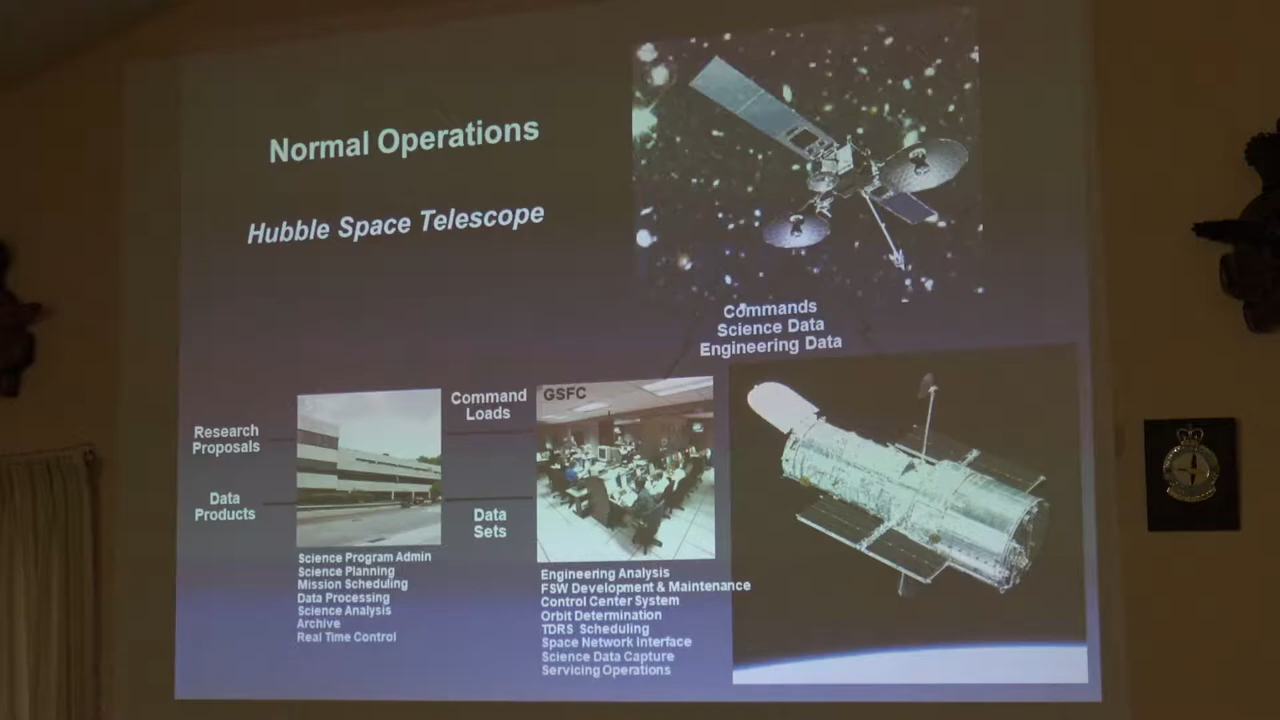 Normal Operations
Hubble Space Telescope
Commands
Science Data
Engineering Data
Research
Proposals
Data
Products
Command
Loads
Data
Sets
GSFC
Science Program Admin
Science Planning
Mission Scheduling
Data Processing
Science Analysis
Archive
Real Time Control
Engineering Analysis
FSW Development & Maintenance
Control Center System
Orbit Determination
TDRS Scheduling
Space Network Interface
Science Data Capture
Servicing Operations